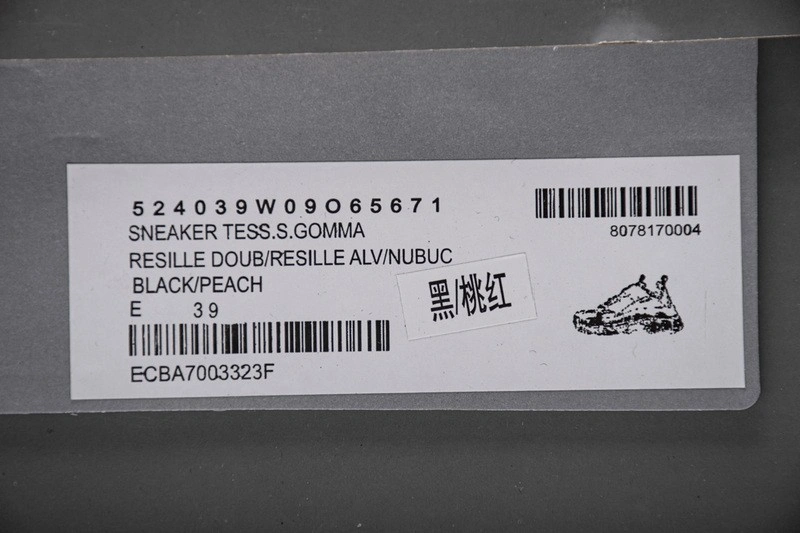 524039W09O65671
SNEAKER TESS.S.GOMMA
RESILLE DOUB/RESILLE ALV/NUBUC
BLACK/PEACH
E 39
ECBA7003323F
8078170004
黑/桃红